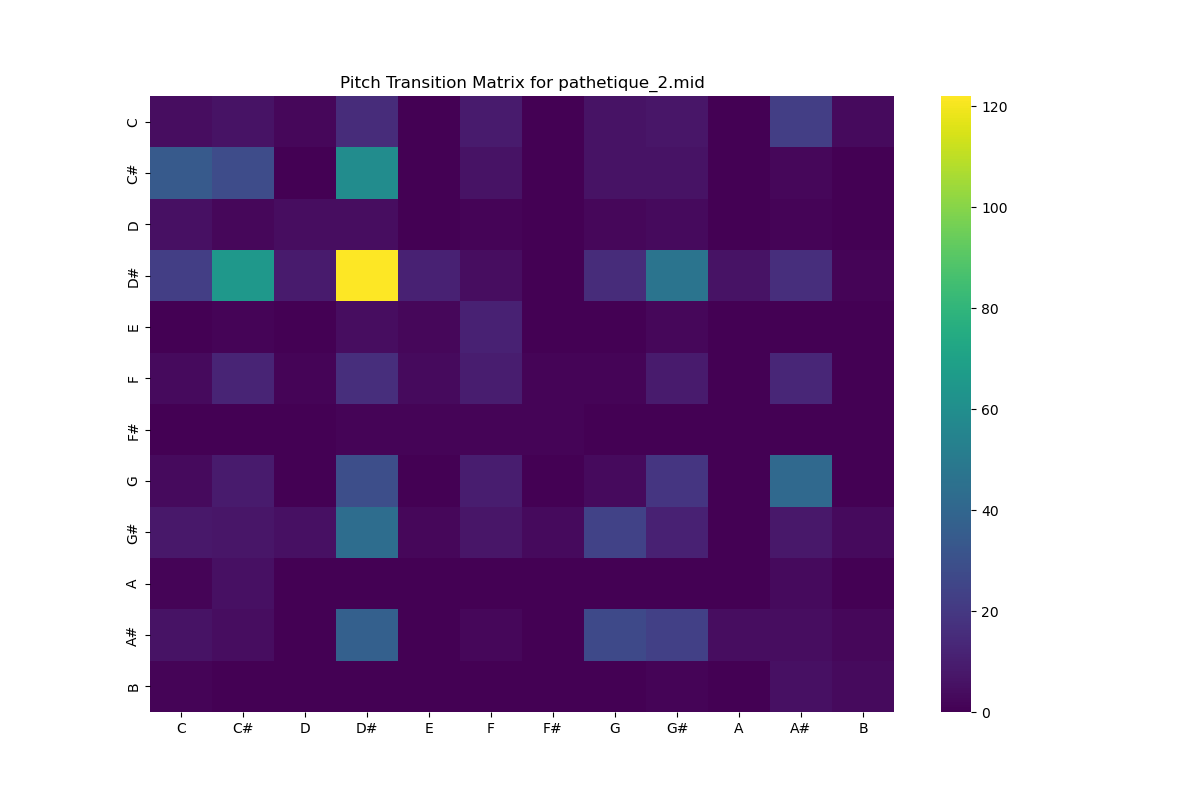 Pitch Transition Matrix for pathetique_2.mid
C
C#
D
D#
E
F
F#
G
G#
A
A#
B
C C# D D# E F F# G G# A A# B
120
100
80
60
40
20
0